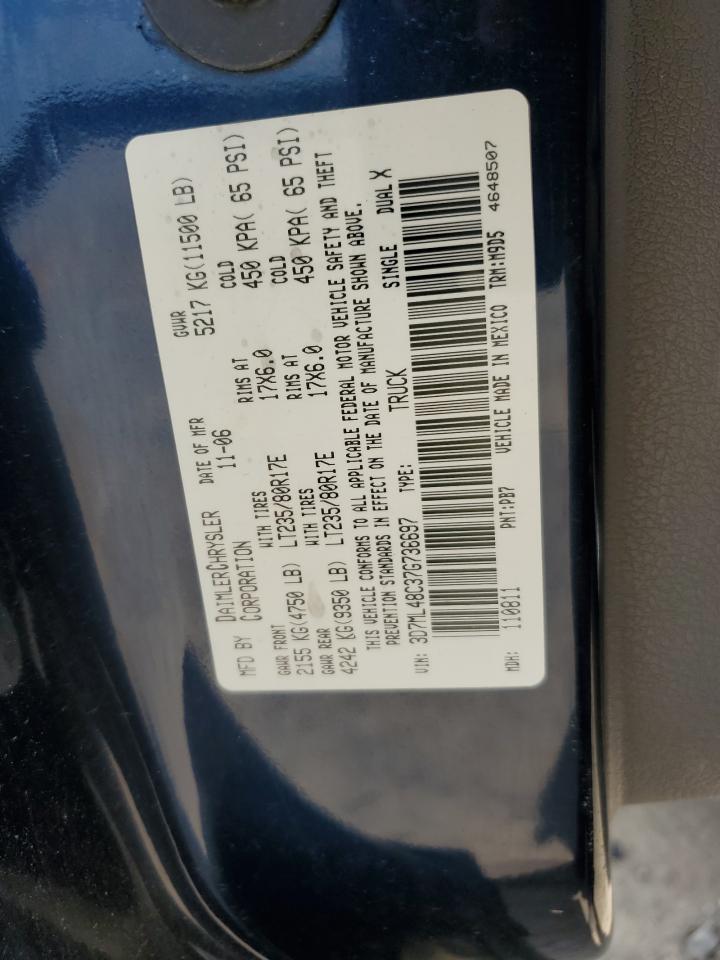 MFD BY DAIMLERCHRYSLER CORPORATION DATE OF MFR 11-06 GVWR 5217 KG(11500 LB)
GAWR FRONT WITH TIRES RIMS AT COLD
2155 KG(4750 LB) LT235/80R17E 17X6.0 450 KPA( 65 PSI)
GAWR REAR WITH TIRES RIMS AT COLD
4242 KG(9350 LB) LT235/80R17E 17X6.0 450 KPA( 65 PSI)
THIS VEHICLE CONFORMS TO ALL APPLICABLE FEDERAL MOTOR VEHICLE SAFETY AND THEFT
PREVENTION STANDARDS IN EFFECT ON THE DATE OF MANUFACTURE SHOWN ABOVE.
VIN: 3D7ML48C37G736697 TYPE: TRUCK SINGLE DUAL X
MDH: 110811 PNT:PB7 VEHICLE MADE IN MEXICO TRM:M9D5 4648507